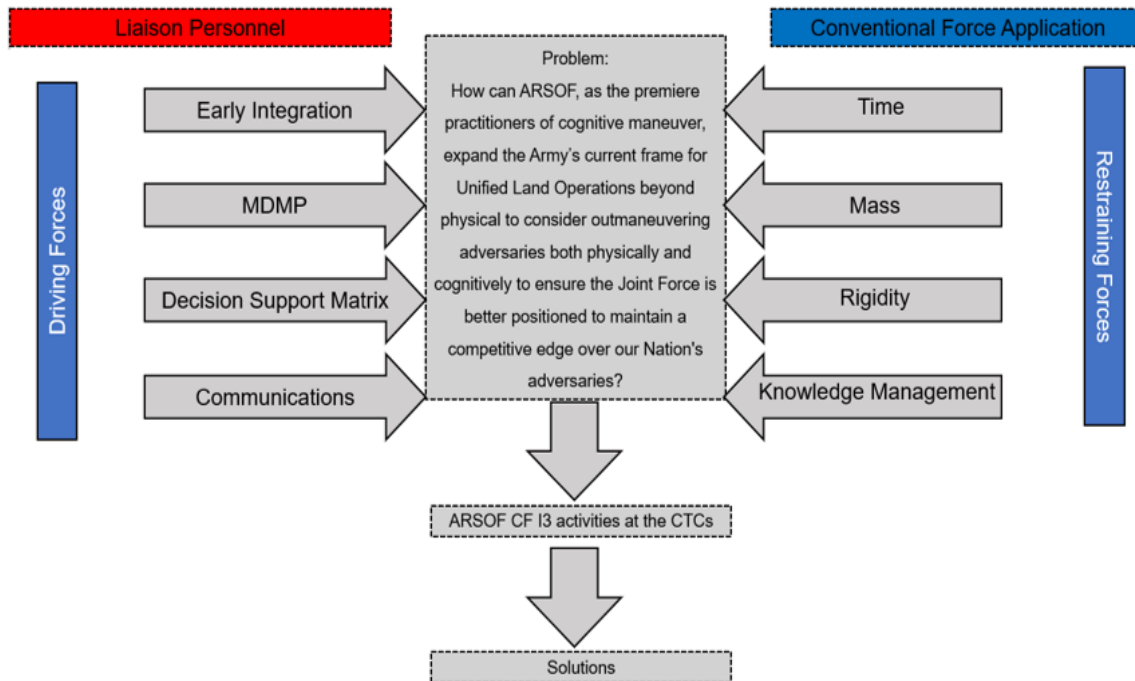 Liaison Personnel
Conventional Force Application
Driving Forces
Early Integration
MDMP
Decision Support Matrix
Communications
Problem:
How can ARSOF, as the premiere
practitioners of cognitive maneuver,
expand the Army's current frame for
Unified Land Operations beyond
physical to consider outmaneuvering
adversaries both physically and
cognitively to ensure the Joint Force is
better positioned to maintain a
competitive edge over our Nation's
adversaries?
Time
Mass
Rigidity
Knowledge Management
Restraining Forces
ARSOF CF I3 activities at the CTCs
Solutions